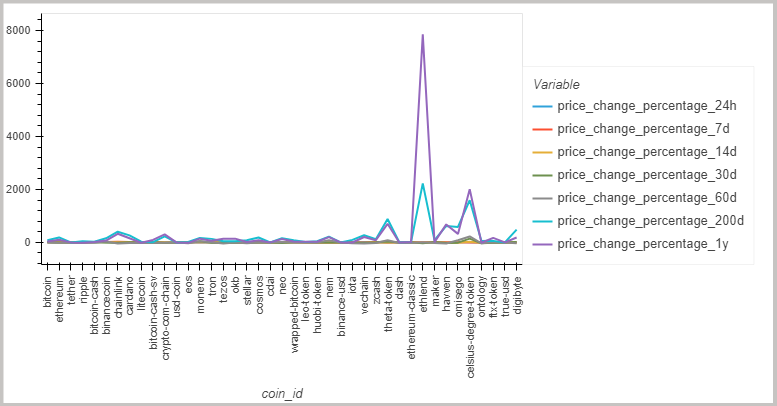 8000
6000
4000
2000
0
bitcoin
ethereum
tether
ripple
bitcoin-cash
binancecoin
chainlink
cardano
litecoin
bitcoin-cash-sv
crypto-com-chain
usd-coin
eos
monero
tron
tezos
okb
stellar
cosmos
cdai
neo
wrapped-bitcoin
leo-token
huobi-token
nem
binance-usd
iota
vechain
zcash
theta-token
dash
ethereum-classic
ethlend
maker
havven
omisego
celsius-degree-token
ontology
ftx-token
true-usd
digibyte
coin_id
Variable
price_change_percentage_24h
price_change_percentage_7d
price_change_percentage_14d
price_change_percentage_30d
price_change_percentage_60d
price_change_percentage_200d
price_change_percentage_1y